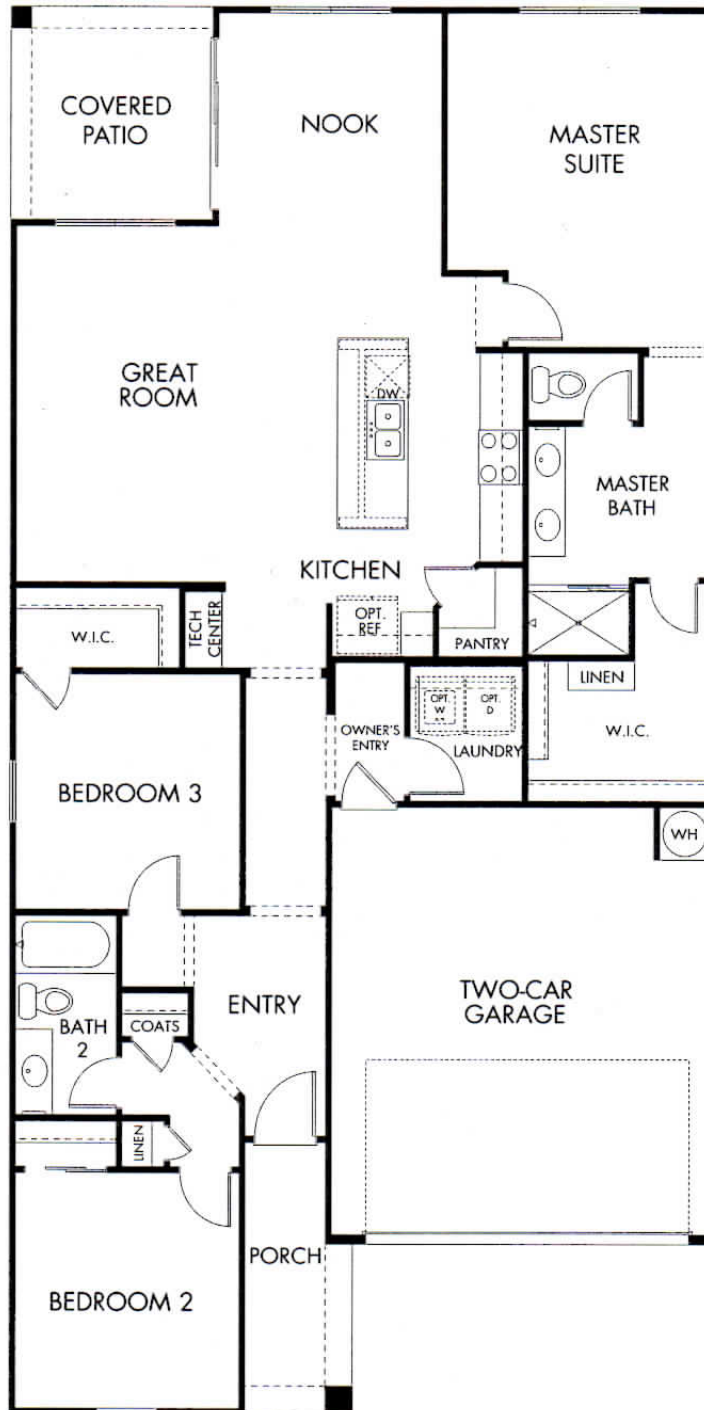 COVERED
PATIO
NOOK
MASTER
SUITE
GREAT
ROOM
DW
MASTER
BATH
KITCHEN
OPT.
REF
PANTRY
TECH
CENTER
W.I.C.
LINEN
W.I.C.
OPT.
W
OPT.
D
OWNER'S
ENTRY
LAUNDRY
BEDROOM 3
WH
TWO-CAR
GARAGE
ENTRY
COATS
BATH
2
LINEN
PORCH
BEDROOM 2